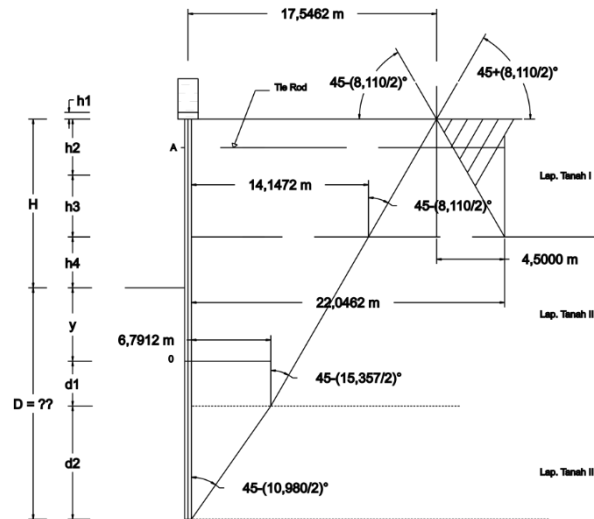 17,5462 m
45-(8,110/2)°
45+(8,110/2)°
h1
Tie Rod
h2
A
Lap. Tanah I
14,1472 m
h3
45-(8,110/2)°
H
4,5000 m
h4
22,0462 m
Lap. Tanah II
y
6,7912 m
0
45-(15,357/2)°
d1
D = ??
d2
45-(10,980/2)°
Lap. Tanah II